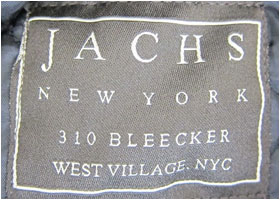 JACHS
NEW YORK
310 BLEECKER
WEST VILLAGE. NYC